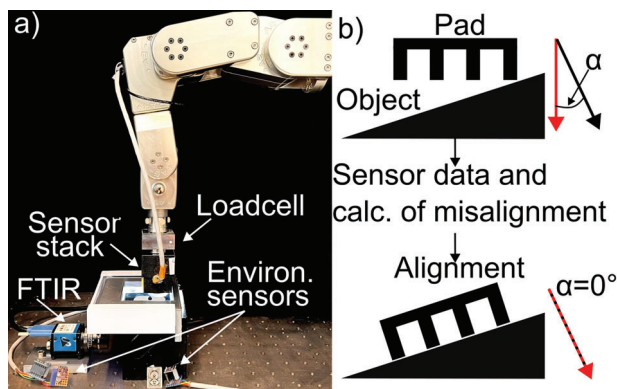 a)
Loadcell
Sensor
stack
Environ.
sensors
FTIR
b)
Pad
α
Object
Sensor data and
calc. of misalignment
Alignment
α=0°